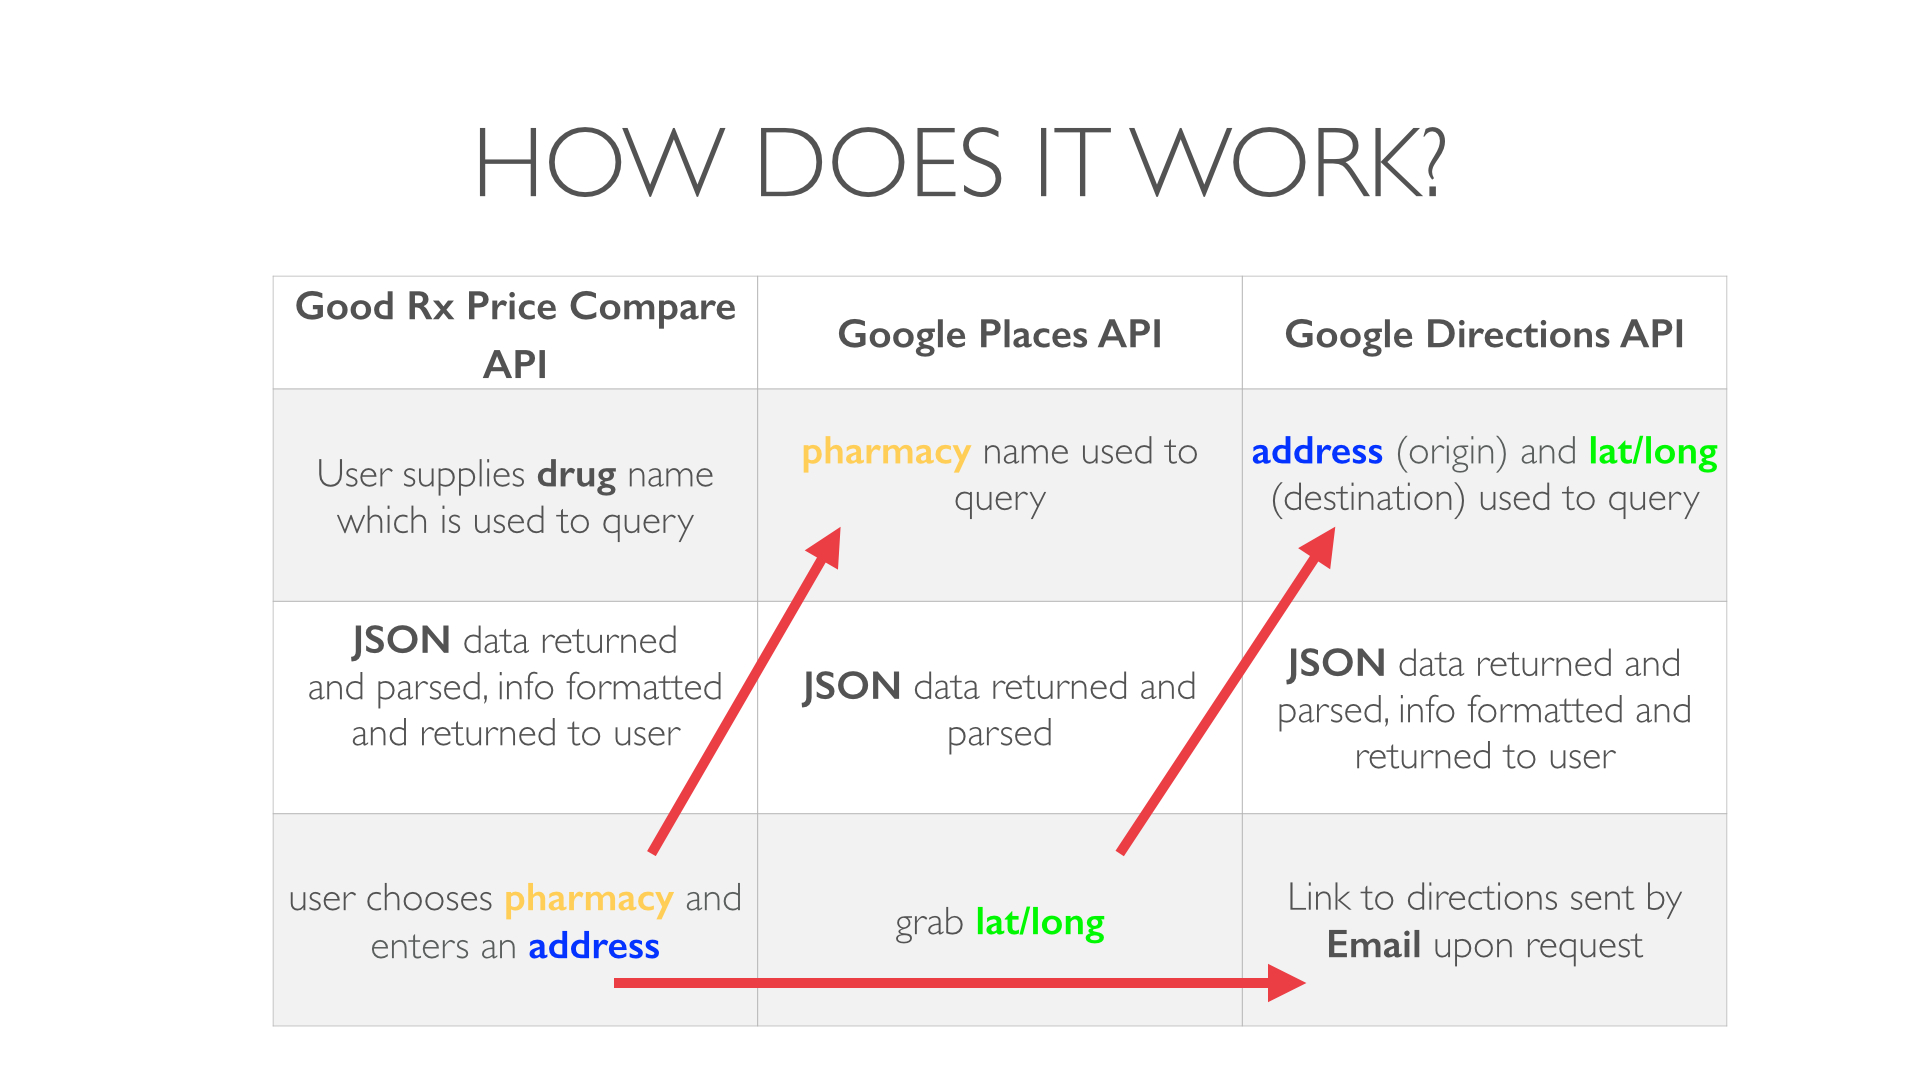 HOW DOES IT WORK?
Good Rx Price Compare
API
Google Places API
Google Directions API
User supplies drug name
which is used to query
pharmacy name used to
query
address (origin) and lat/long
(destination) used to query
JSON data returned
and parsed, info formatted
and returned to user
JSON data returned and
parsed
JSON data returned and
parsed, info formatted and
returned to user
user chooses pharmacy and
enters an address
grab lat/long
Link to directions sent by
Email upon request